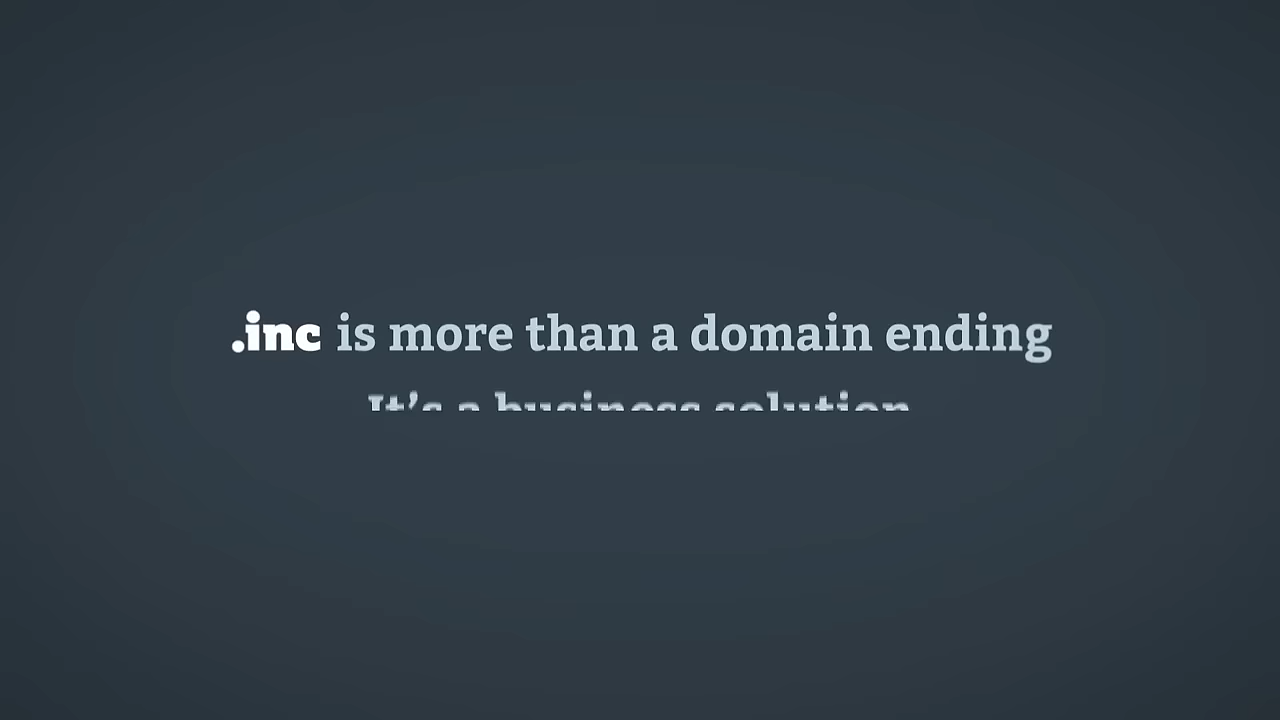 .inc is more than a domain ending
It's a business solution